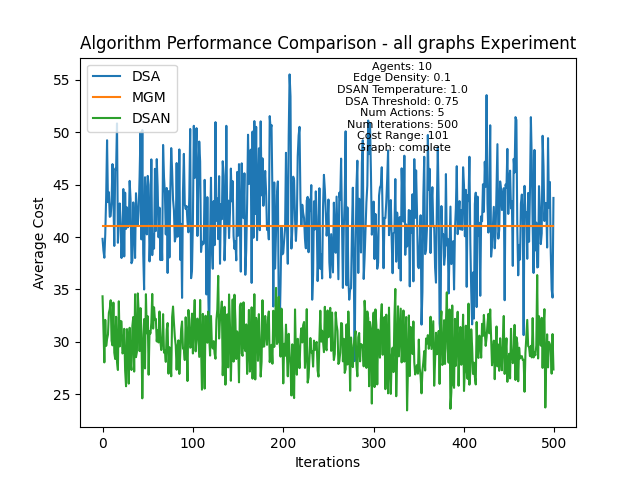 Algorithm Performance Comparison - all graphs Experiment
DSA
MGM
DSAN
Agents: 10
Edge Density: 0.1
DSAN Temperature: 1.0
DSA Threshold: 0.75
Num Actions: 5
Num Iterations: 500
Cost Range: 101
Graph: complete
Average Cost
55
50
45
40
35
30
25
0
100
200
300
400
500
Iterations